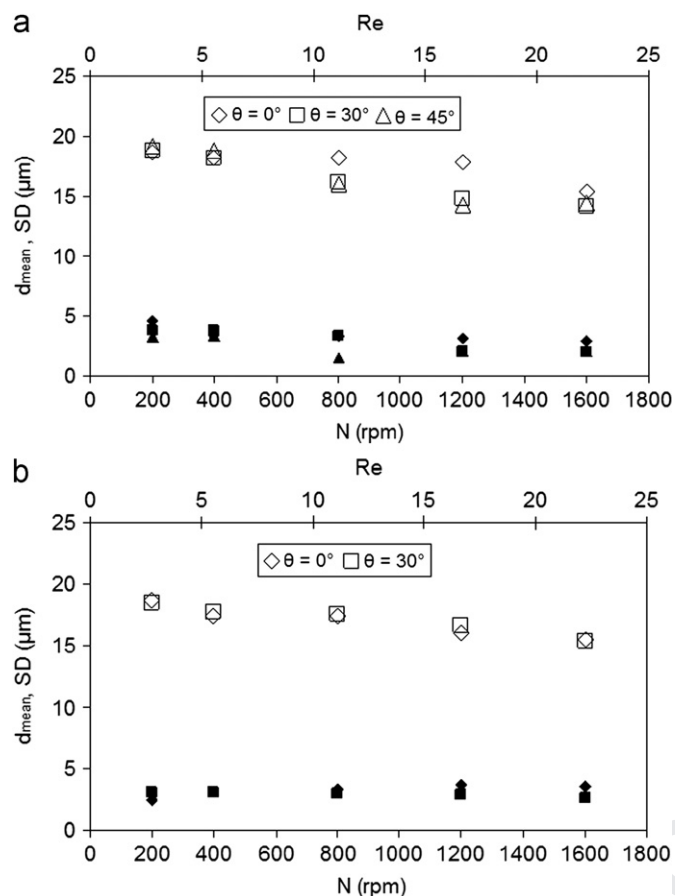 a
Re
0 5 10 15 20 25
25
20
15
10
5
0
◇ θ = 0° □ θ = 30° △ θ = 45°
dmean, SD (µm)
0 200 400 600 800 1000 1200 1400 1600 1800
N (rpm)
b
Re
0 5 10 15 20 25
25
20
15
10
5
0
◇ θ = 0° □ θ = 30°
dmean, SD (µm)
0 200 400 600 800 1000 1200 1400 1600 1800
N (rpm)